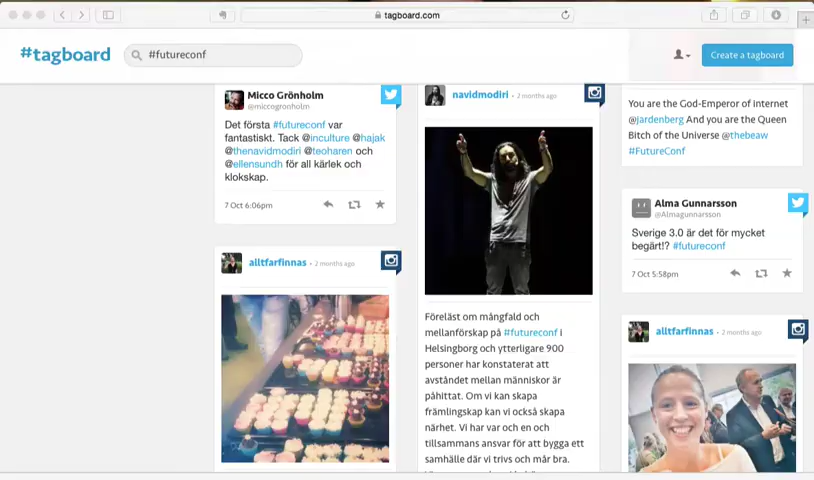 tagboard.com
#tagboard
#futureconf
Create a tagboard
Micco Grönholm
@miccogronholm
Det första #futureconf var
fantastiskt. Tack @inculture @hajak
@thenavidmodiri @teoharen och
@ellensundh för all kärlek och
klokskap.
7 Oct 6:06pm
alltfarfinnas • 2 months ago
navidmodiri • 2 months ago
Föreläst om mångfald och
mellanförskap på #futureconf i
Helsingborg och ytterligare 900
personer har konstaterat att
avståndet mellan människor är
påhittat. Om vi kan skapa
främlingskap kan vi också skapa
närhet. Vi har var och en och
tillsammans ansvar för att bygga ett
samhälle där vi trivs och mår bra.
You are the God-Emperor of internet
@jardenberg And you are the Queen
Bitch of the Universe @thebeaw
#FutureConf
Alma Gunnarsson
@Almagunnarsson
Sverige 3.0 är det för mycket
begärt!? #futureconf
7 Oct 5:58pm
alltfarfinnas • 2 months ago